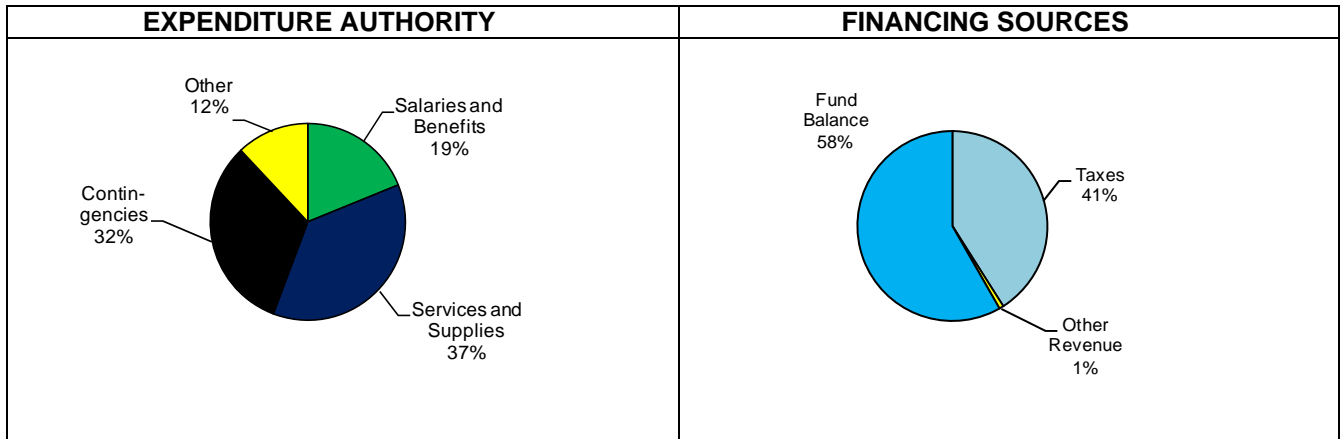 EXPENDITURE AUTHORITY
FINANCING SOURCES
Other
12%
Salaries and
Benefits
19%
Contin-
gencies
32%
Services and
Supplies
37%
Fund
Balance
58%
Taxes
41%
Other
Revenue
1%